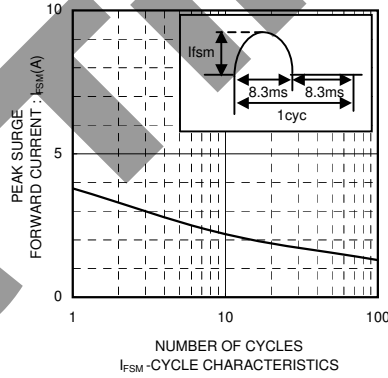 10
5
0
PEAK SURGE
FORWARD CURRENT : IFSM(A)
Ifsm
8.3ms 8.3ms
1cyc
1 10 100
NUMBER OF CYCLES
IFSM -CYCLE CHARACTERISTICS